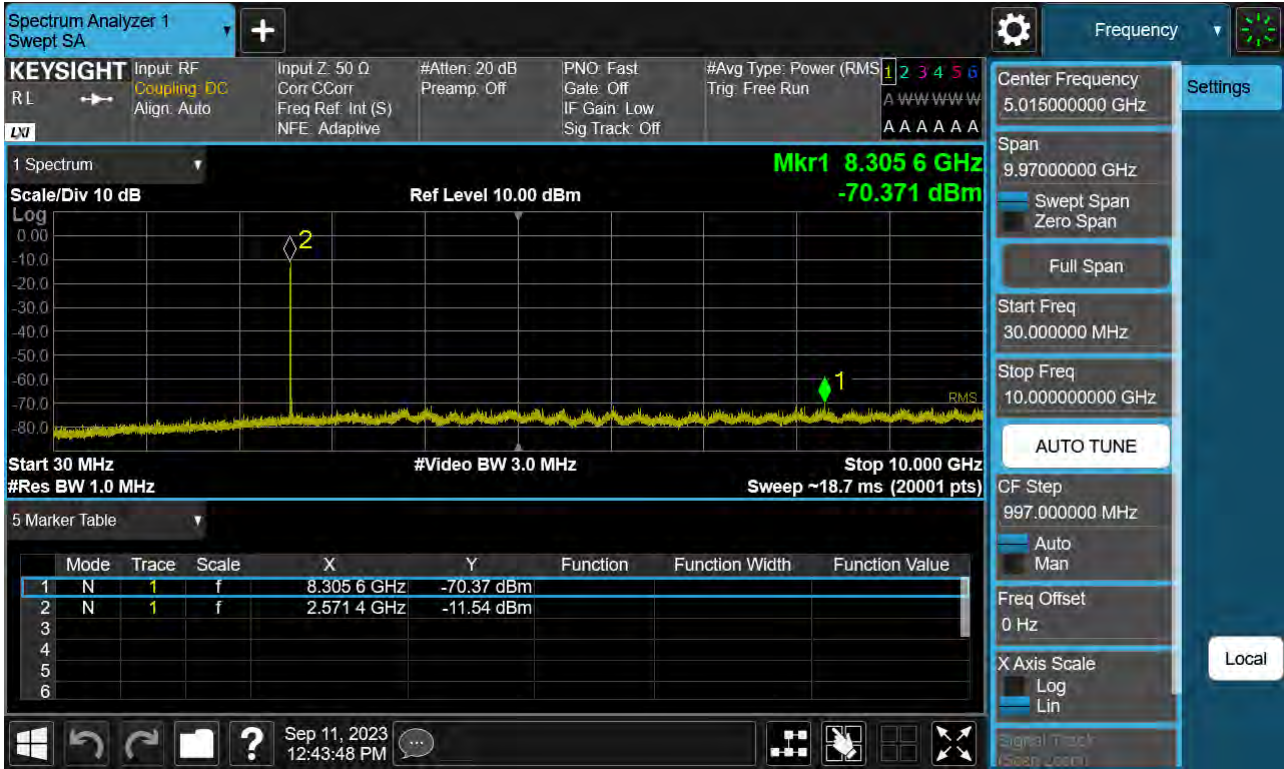 Spectrum Analyzer 1
Swept SA
+
Frequency
KEYSIGHT
RL
LXI
Input: RF
Coupling: DC
Align: Auto
Input Z: 50 Ω
Corr CCorr
Freq Ref: Int (S)
NFE: Adaptive
#Atten: 20 dB
Preamp: Off
PNO: Fast
Gate: Off
IF Gain: Low
Sig Track: Off
#Avg Type: Power (RMS
Trig: Free Run
1 2 3 4 5 6
A W W W W W
A A A A A A
Center Frequency
5.015000000 GHz
Settings
Span
9.97000000 GHz
Swept Span
Zero Span
Full Span
Start Freq
30.000000 MHz
Stop Freq
10.000000000 GHz
AUTO TUNE
CF Step
997.000000 MHz
Auto
Man
Freq Offset
0 Hz
X Axis Scale
Log
Lin
Signal Track
(Span Zoom)
Local
1 Spectrum
Mkr1 8.305 6 GHz
-70.371 dBm
Scale/Div 10 dB
Ref Level 10.00 dBm
Log
0.00
-10.0
-20.0
-30.0
-40.0
-50.0
-60.0
-70.0
-80.0
2
1
RMS
Start 30 MHz
#Video BW 3.0 MHz
Stop 10.000 GHz
#Res BW 1.0 MHz
Sweep ~18.7 ms (20001 pts)
5 Marker Table
Mode Trace Scale X Y Function Function Width Function Value
1 N 1 f 8.305 6 GHz -70.37 dBm
2 N 1 f 2.571 4 GHz -11.54 dBm
3
4
5
6
?
Sep 11, 2023
12:43:48 PM